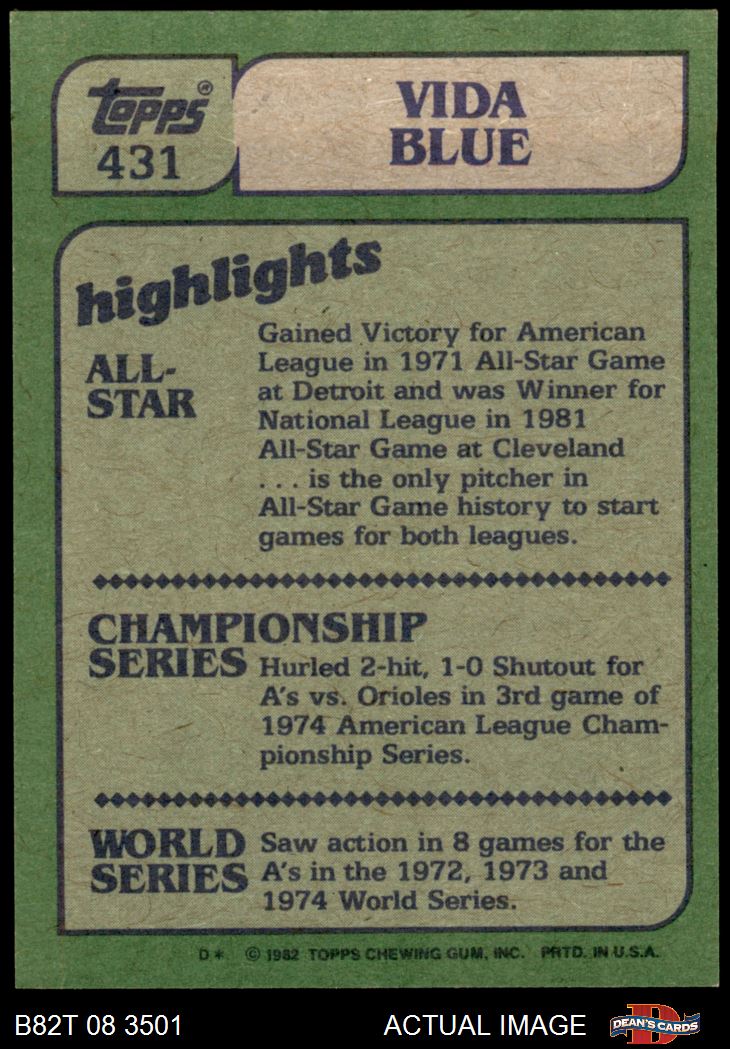 topps®
431
VIDA
BLUE
highlights
ALL-
STAR
Gained Victory for American
League in 1971 All-Star Game
at Detroit and was Winner for
National League in 1981
All-Star Game at Cleveland
. . . is the only pitcher in
All-Star Game history to start
games for both leagues.
CHAMPIONSHIP
SERIES
Hurled 2-hit, 1-0 Shutout for
A's vs. Orioles in 3rd game of
1974 American League Cham-
pionship Series.
WORLD
SERIES
Saw action in 8 games for the
A's in the 1972, 1973 and
1974 World Series.
D* © 1982 TOPPS CHEWING GUM, INC. PRTD. IN U.S.A.
B82T 08 3501 ACTUAL IMAGE DEAN'S CARDS